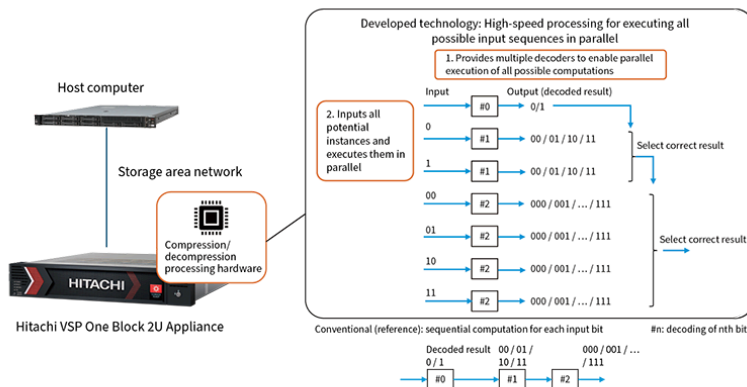 Developed technology: High-speed processing for executing all
possible input sequences in parallel
1. Provides multiple decoders to enable parallel
execution of all possible computations
Host computer
Input
Output (decoded result)
#0
0/1
2. Inputs all
potential
instances and
executes them in
parallel
0
#1
00 / 01 / 10 / 11
Select correct result
1
#1
00 / 01 / 10 / 11
Storage area network
00
#2
000 / 001 / ... / 111
Compression/
decompression
processing hardware
01
#2
000 / 001 / ... / 111
Select correct result
10
#2
000 / 001 / ... / 111
HITACHI
11
#2
000 / 001 / ... / 111
Hitachi VSP One Block 2U Appliance
Conventional (reference): sequential computation for each input bit
#n: decoding of nth bit
Decoded result
0 / 1
00 / 01 /
10 / 11
000 / 001 / ...
/ 111
#0
#1
#2